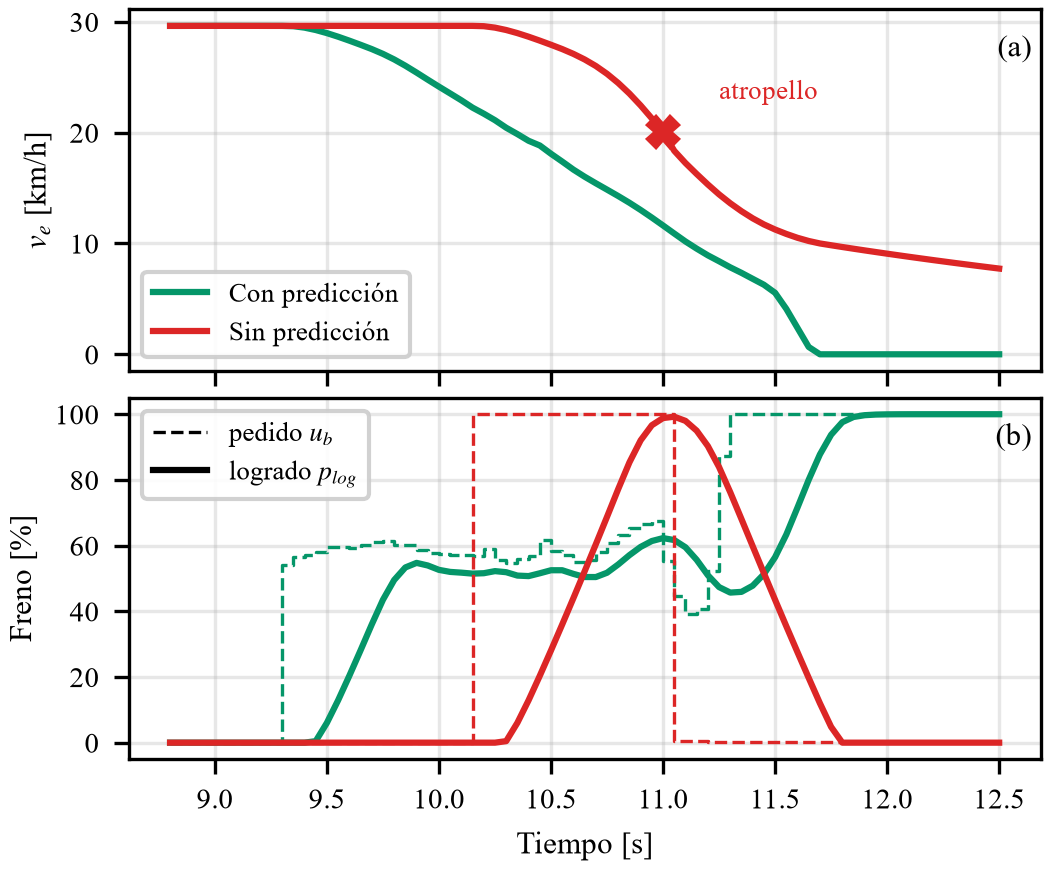 30
(a)
atropello
20
v_e [km/h]
10
Con predicción
Sin predicción
0
100
pedido u_b
(b)
logrado p_log
80
60
Freno [%]
40
20
0
9.0 9.5 10.0 10.5 11.0 11.5 12.0 12.5
Tiempo [s]